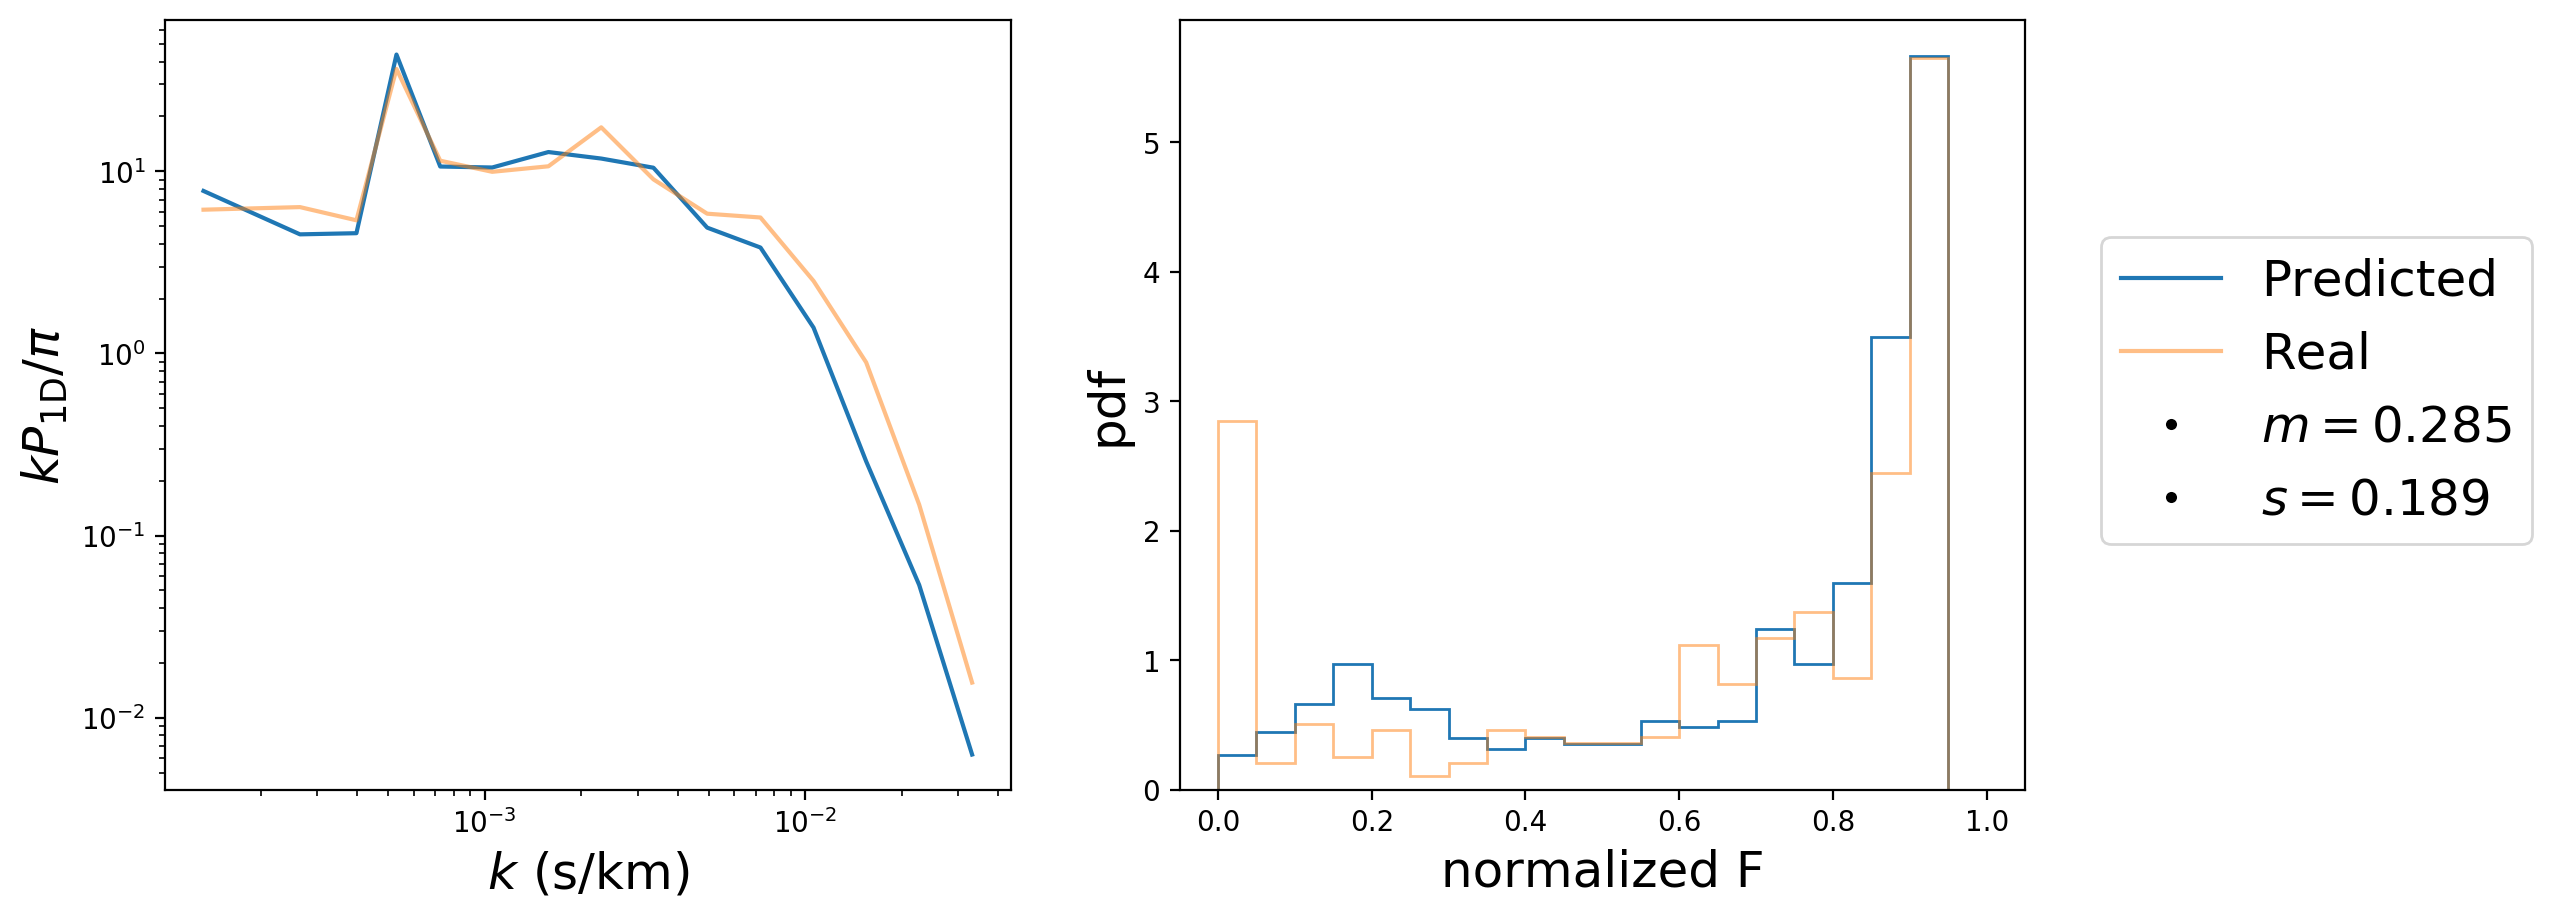 kP₁D/π
10¹
10⁰
10⁻¹
10⁻²
10⁻³
10⁻²
k (s/km)
pdf
5
4
3
2
1
0
0.0 0.2 0.4 0.6 0.8 1.0
normalized F
Predicted
Real
m = 0.285
s = 0.189